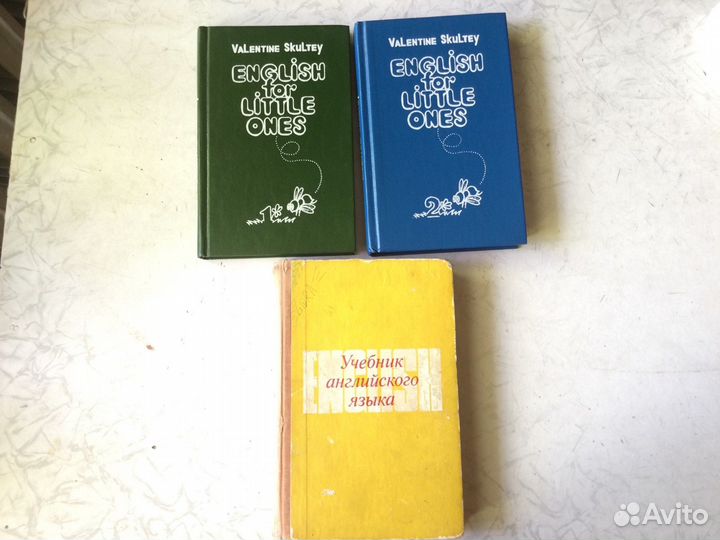 VaLentine SkuLtey
ENGLiSH
for
LiTTLE
ONES
1
VaLentine SkuLtey
ENGLiSH
for
LiTTLE
ONES
2
ENGLISH
Учебник
английского
языка
Avito